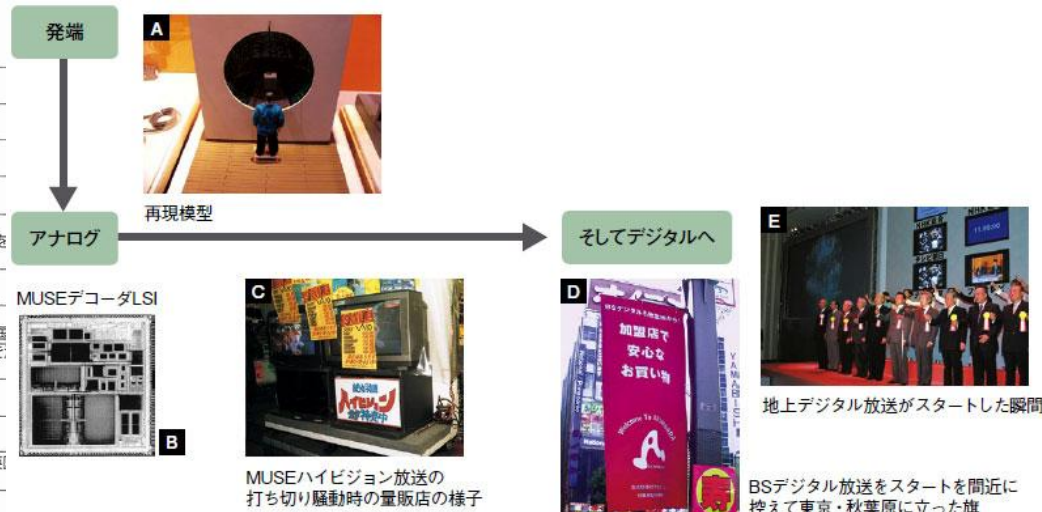 発端
A
再現模型
アナログ
そしてデジタルへ
MUSEデコーダLSI
B
C
ハイビジョン
MUSEハイビジョン放送の
打ち切り騒動時の量販店の様子
D
加盟店で
安心な
お買い物
BSデジタル放送をスタートを間近に
控えて東京・秋葉原に立った旗
E
11:00:00
地上デジタル放送がスタートした瞬間